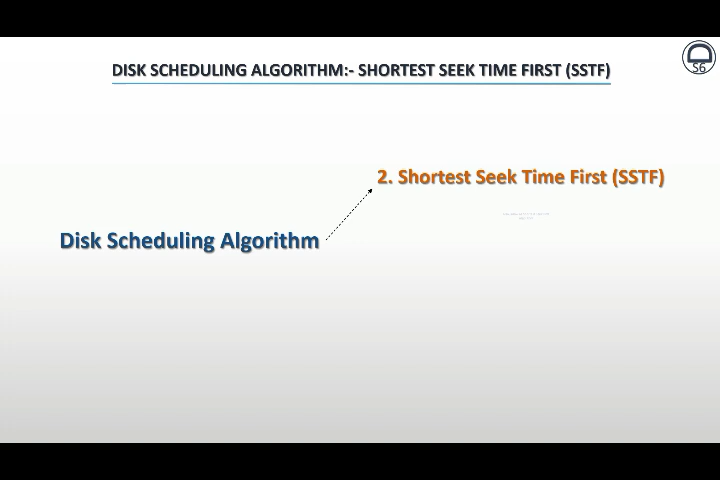 DISK SCHEDULING ALGORITHM:- SHORTEST SEEK TIME FIRST (SSTF)
S6
2. Shortest Seek Time First (SSTF)
Disk Scheduling Algorithm